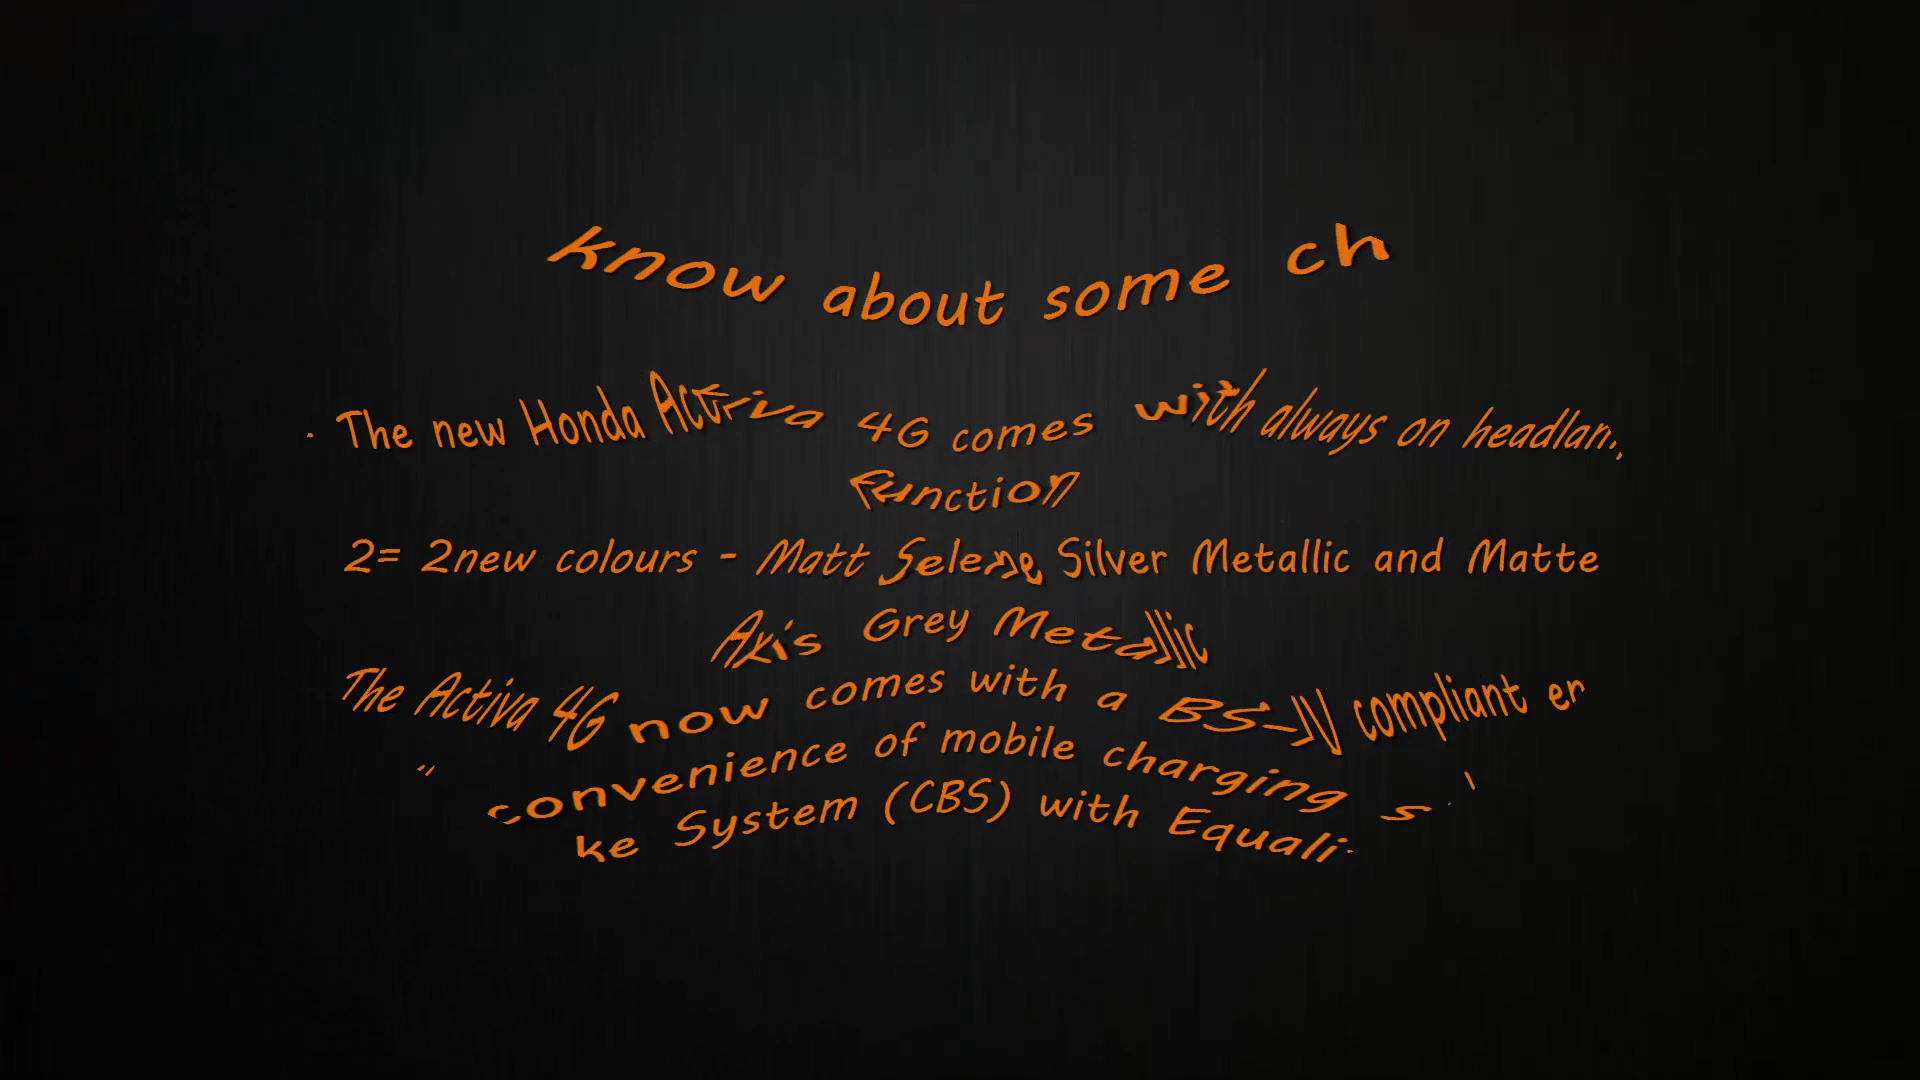 know about some ch
The new Honda Activa 4G comes with always on
function
2= 2new colours - Matt Selene Silver Metallic and Matte
Axis Grey Metallic
The Activa 4G now comes with a BS-IV compliant
convenience of mobile charging
ke System (CBS) with Equali